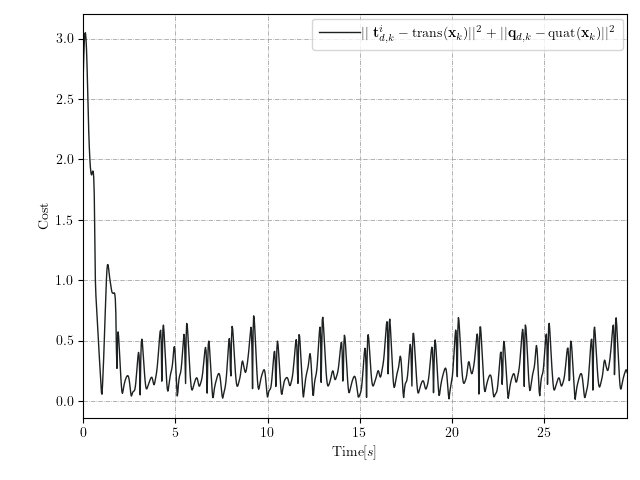 || t^i_{d,k} − trans(x_k)||^2 + ||q_{d,k} − quat(x_k)||^2
3.0
2.5
2.0
1.5
1.0
0.5
0.0
Cost
0 5 10 15 20 25
Time[s]